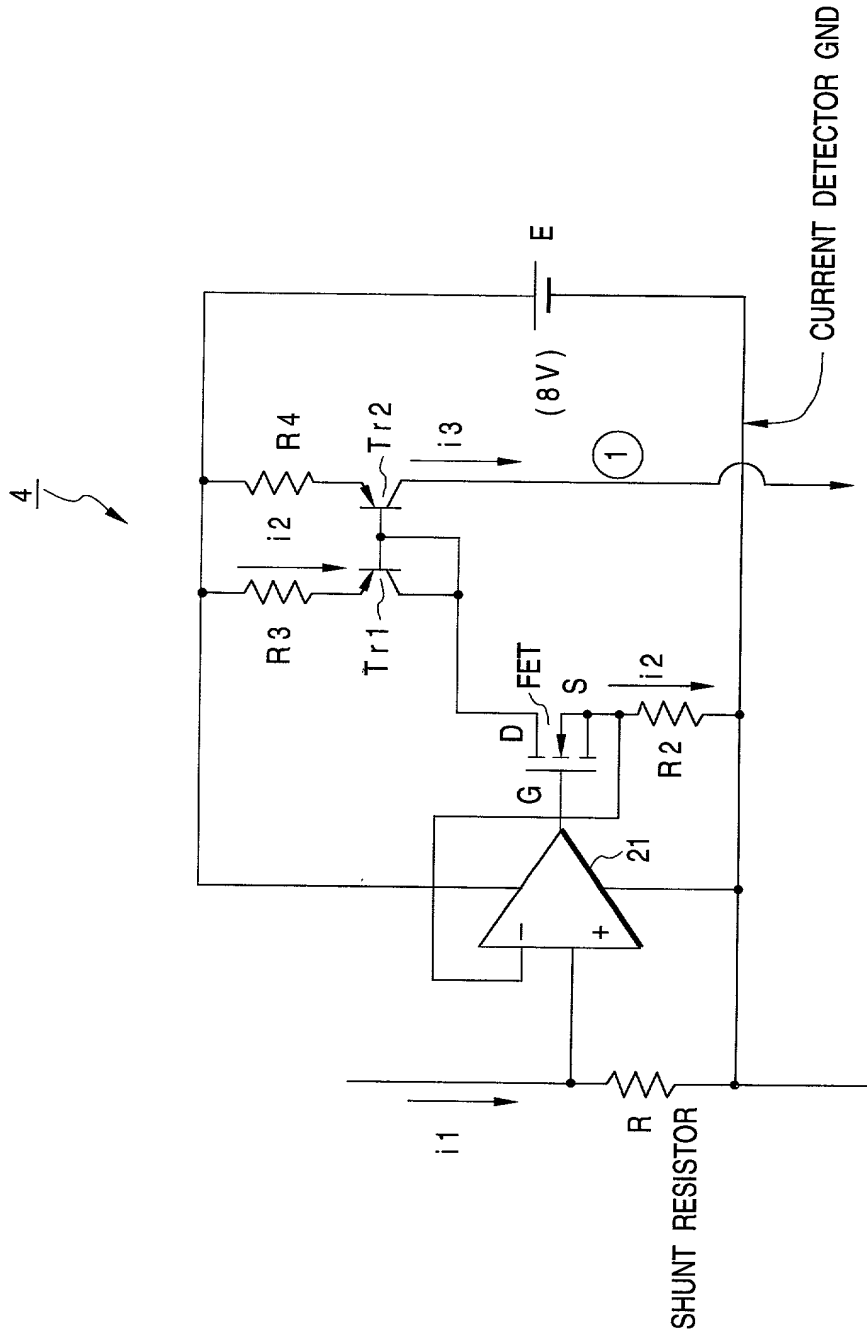 4
R3
i2
R4
Tr1
Tr2
i3
1
(8V)
E
D
FET
G
S
i2
R2
21
-
+
i1
R
SHUNT RESISTOR
CURRENT DETECTOR GND